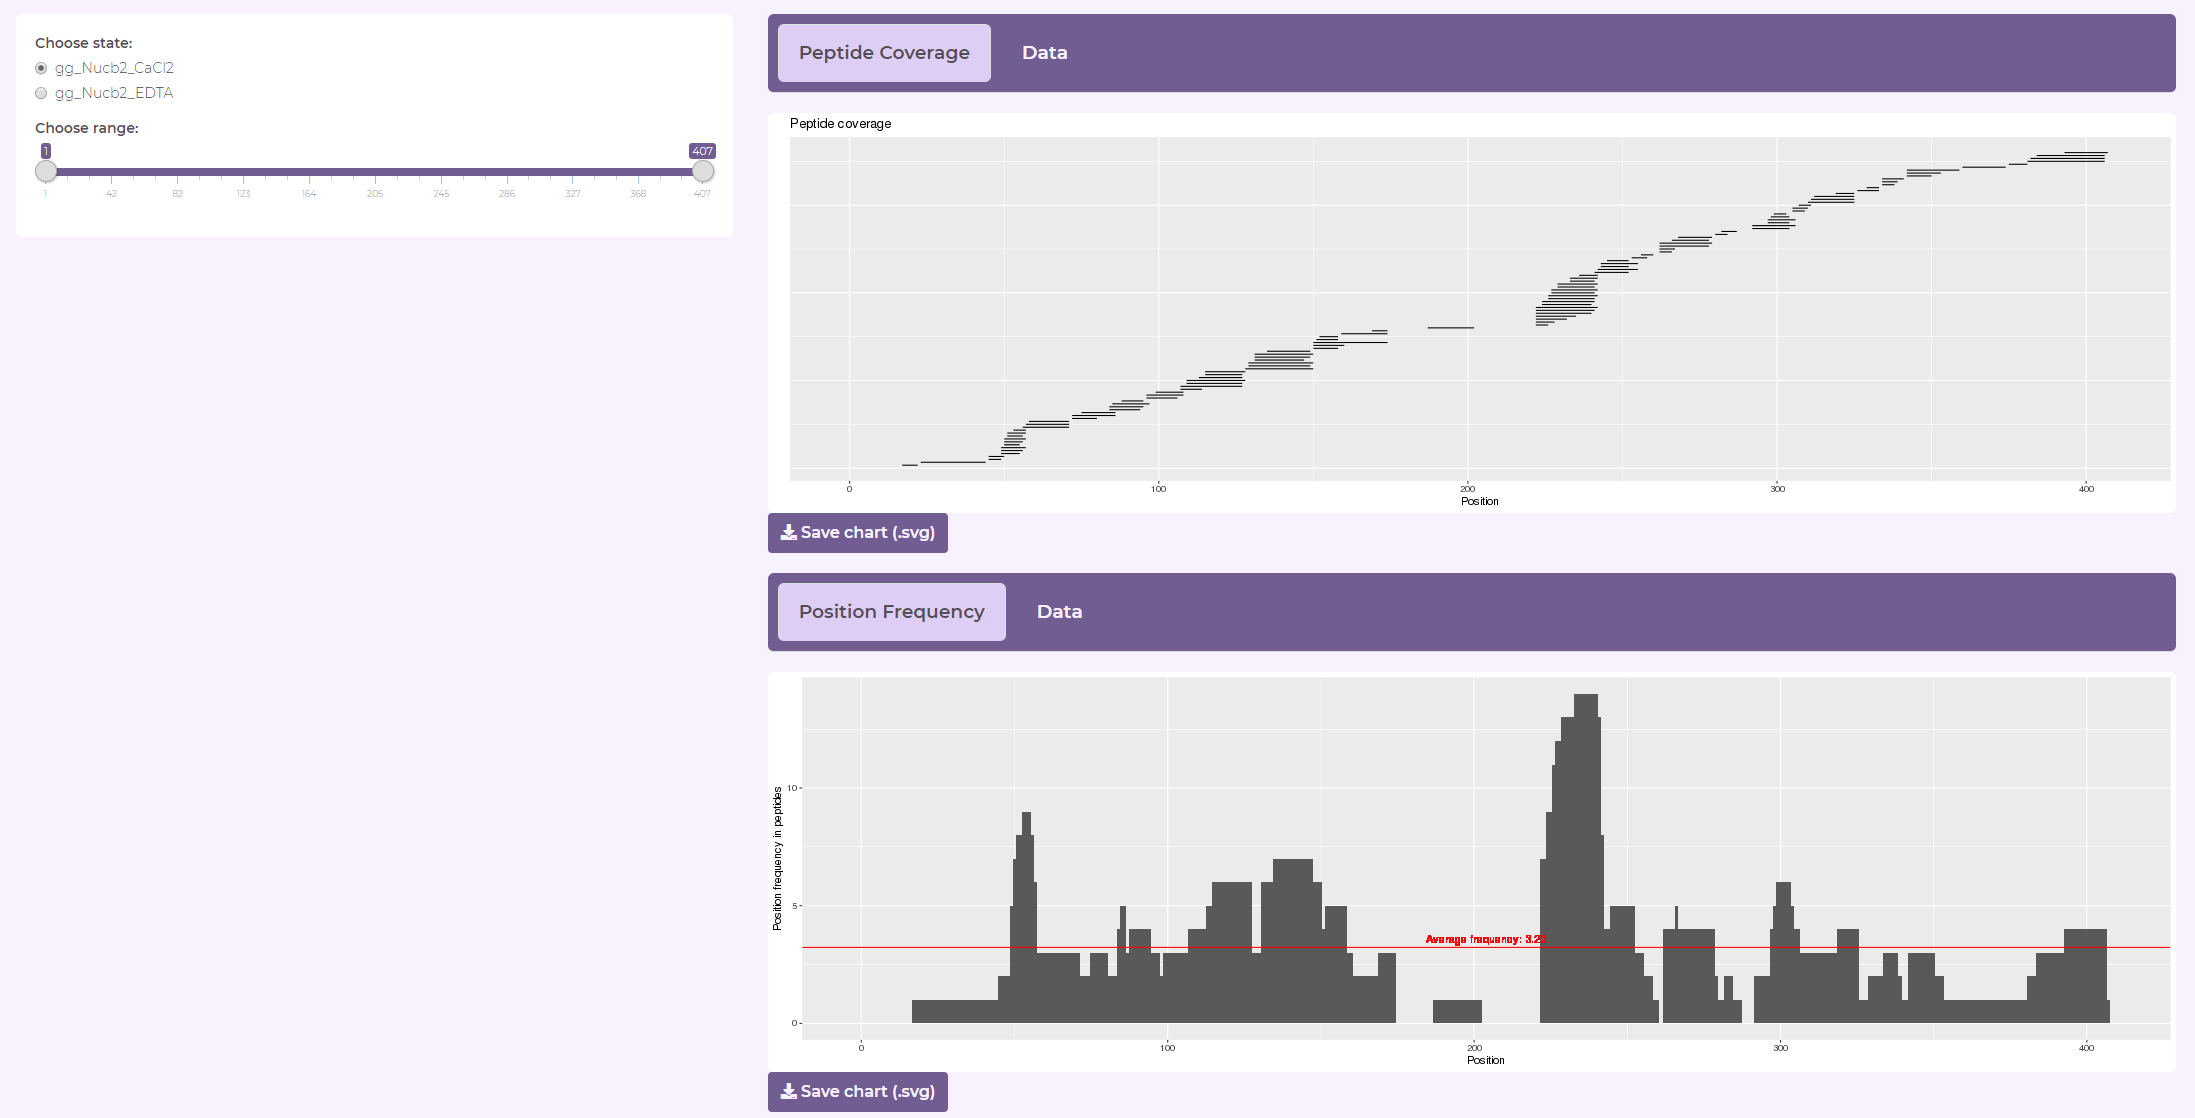 Choose state:
gg_Nucb2_CaCl2
gg_Nucb2_EDTA
Choose range:
1 407
1 42 82 123 164 205 245 286 327 368 407
Peptide Coverage Data
Peptide coverage
0 100 200 300 400
Position
Save chart (.svg)
Position Frequency Data
Position frequency in peptides
10
5
0
Average frequency:
0 100 200 300 400
Position
Save chart (.svg)